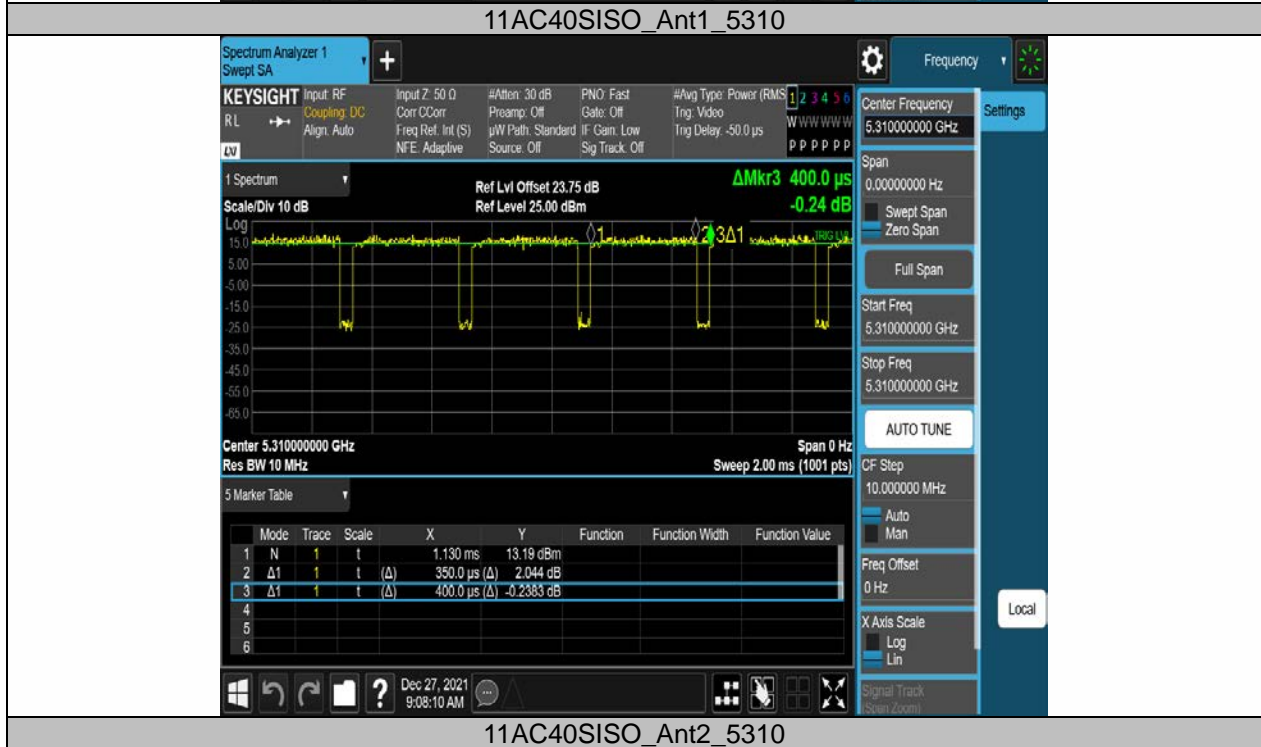 11AC40SISO_Ant1_5310
Spectrum Analyzer 1
Swept SA
+
Frequency
KEYSIGHT
RL
LXI
Input: RF
Coupling: DC
Align: Auto
Input Z: 50 Ω
Corr CCorr
Freq Ref: Int (S)
NFE: Adaptive
#Atten: 30 dB
Preamp: Off
µW Path: Standard
Source: Off
PNO: Fast
Gate: Off
IF Gain: Low
Sig Track: Off
#Avg Type: Power (RMS
Trig: Video
Trig Delay: -50.0 µs
1 2 3 4 5 6
W W W W W W
P P P P P P
1 Spectrum
Scale/Div 10 dB
Ref Lvl Offset 23.75 dB
Ref Level 25.00 dBm
ΔMkr3 400.0 µs
-0.24 dB
Log
15.0
5.00
-5.00
-15.0
-25.0
-35.0
-45.0
-55.0
-65.0
1
2
3Δ1
TRIG LVL
Center 5.310000000 GHz
Res BW 10 MHz
Span 0 Hz
Sweep 2.00 ms (1001 pts)
5 Marker Table
Mode Trace Scale X Y Function Function Width Function Value
1 N 1 t 1.130 ms 13.19 dBm
2 Δ1 1 t (Δ) 350.0 µs (Δ) 2.044 dB
3 Δ1 1 t (Δ) 400.0 µs (Δ) -0.2383 dB
4
5
6
Center Frequency
5.310000000 GHz
Settings
Span
0.00000000 Hz
Swept Span
Zero Span
Full Span
Start Freq
5.310000000 GHz
Stop Freq
5.310000000 GHz
AUTO TUNE
CF Step
10.000000 MHz
Auto
Man
Freq Offset
0 Hz
X Axis Scale
Log
Lin
Signal Track
(Span Zoom)
Local
?
Dec 27, 2021
9:08:10 AM
11AC40SISO_Ant2_5310